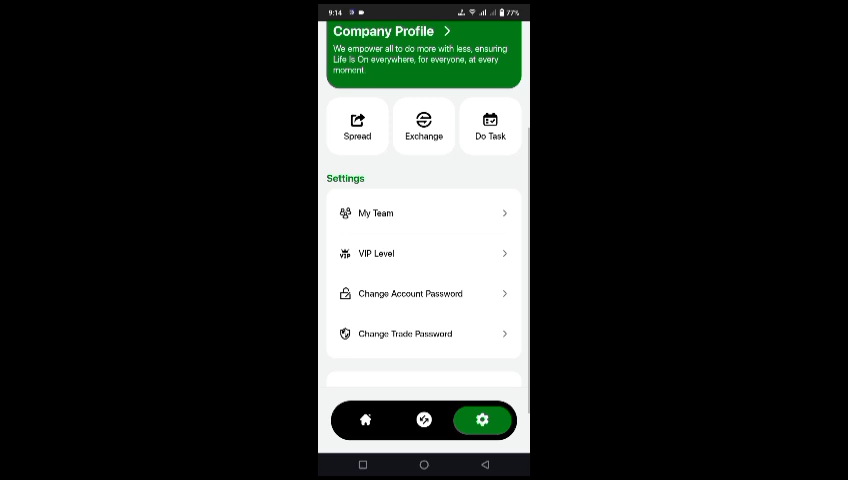 9:14
77%
Company Profile
We empower all to do more with less, ensuring
Life Is On everywhere, for everyone, at every
moment.
Spread
Exchange
Do Task
Settings
My Team
VIP
VIP Level
Change Account Password
Change Trade Password